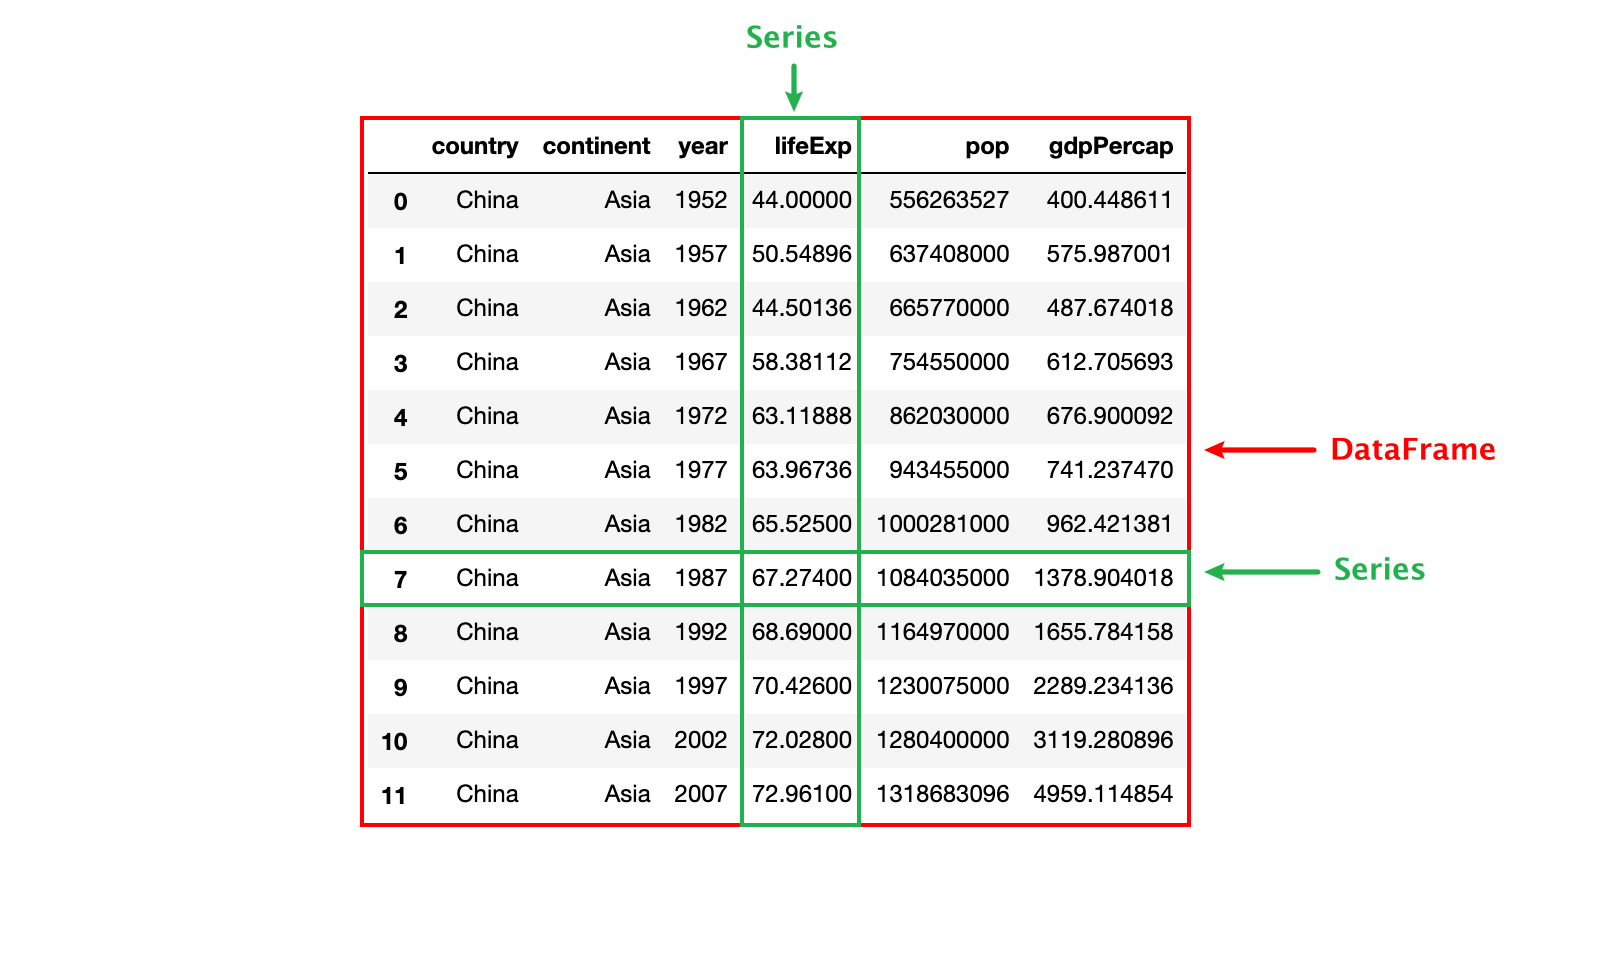 Series
country continent year lifeExp pop gdpPercap
0 China Asia 1952 44.00000 556263527 400.448611
1 China Asia 1957 50.54896 637408000 575.987001
2 China Asia 1962 44.50136 665770000 487.674018
3 China Asia 1967 58.38112 754550000 612.705693
4 China Asia 1972 63.11888 862030000 676.900092
DataFrame
5 China Asia 1977 63.96736 943455000 741.237470
6 China Asia 1982 65.52500 1000281000 962.421381
7 China Asia 1987 67.27400 1084035000 1378.904018
Series
8 China Asia 1992 68.69000 1164970000 1655.784158
9 China Asia 1997 70.42600 1230075000 2289.234136
10 China Asia 2002 72.02800 1280400000 3119.280896
11 China Asia 2007 72.96100 1318683096 4959.114854